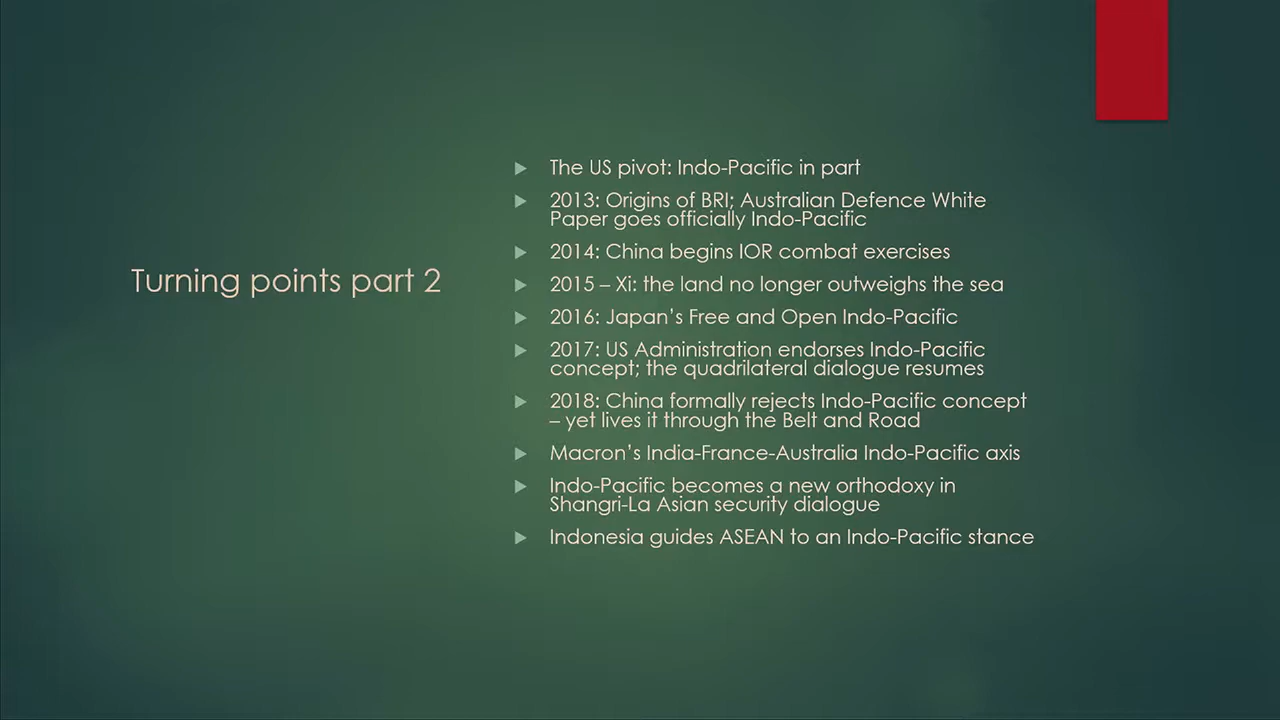 Turning points part 2
The US pivot: Indo-Pacific in part
2013: Origins of BRI; Australian Defence White
Paper goes officially Indo-Pacific
2014: China begins IOR combat exercises
2015 – Xi: the land no longer outweighs the sea
2016: Japan’s Free and Open Indo-Pacific
2017: US Administration endorses Indo-Pacific
concept; the quadrilateral dialogue resumes
2018: China formally rejects Indo-Pacific concept
– yet lives it through the Belt and Road
Macron’s India-France-Australia Indo-Pacific axis
Indo-Pacific becomes a new orthodoxy in
Shangri-La Asian security dialogue
Indonesia guides ASEAN to an Indo-Pacific stance